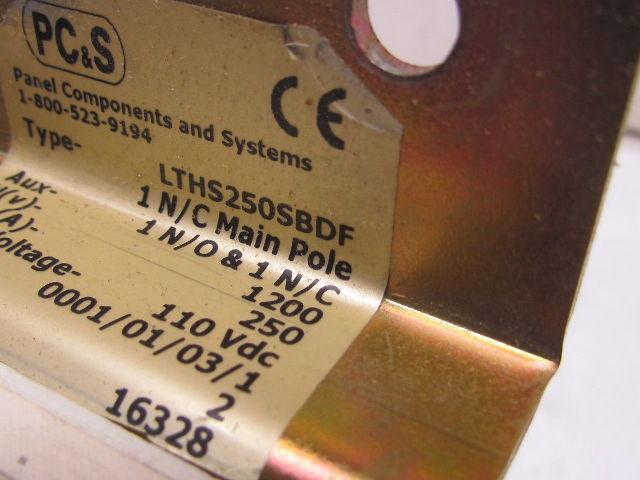 PC&S
CE
Panel Components and Systems
1-800-523-9194
Type- LTHS250SBDF
1 N/C Main Pole
Aux- 1 N/O & 1 N/C
(v)- 1200
(A)- 250
oltage- 110 Vdc
0001/01/03/1
2
16328